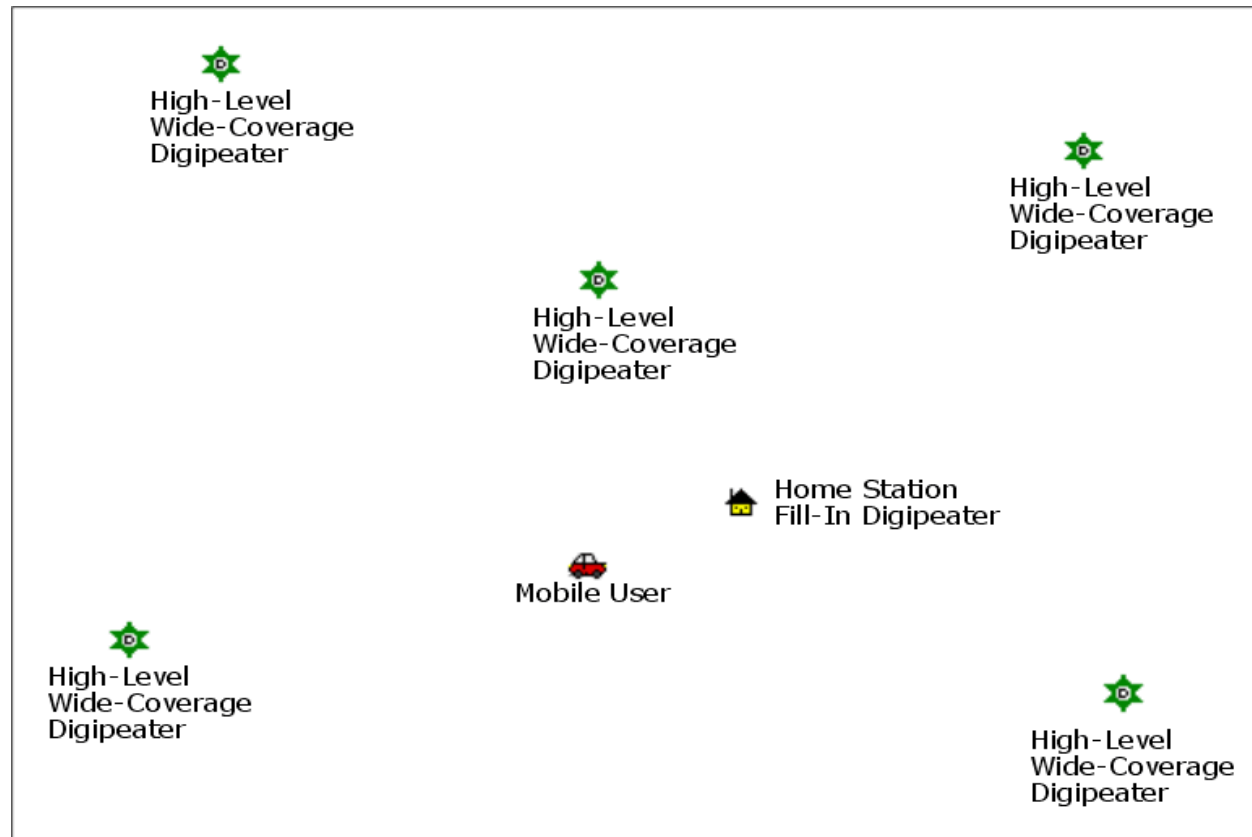 D
High-Level
Wide-Coverage
Digipeater
D
High-Level
Wide-Coverage
Digipeater
D
High-Level
Wide-Coverage
Digipeater
Home Station
Fill-In Digipeater
Mobile User
D
High-Level
Wide-Coverage
Digipeater
D
High-Level
Wide-Coverage
Digipeater